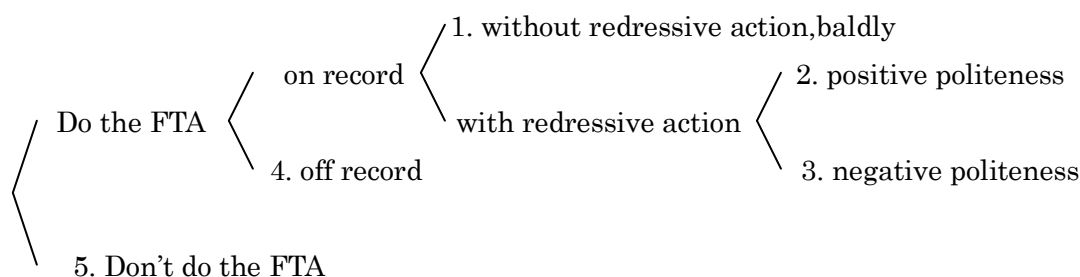 1. without redressive action,baldly
on record
2. positive politeness
Do the FTA
with redressive action
4. off record
3. negative politeness
5. Don't do the FTA